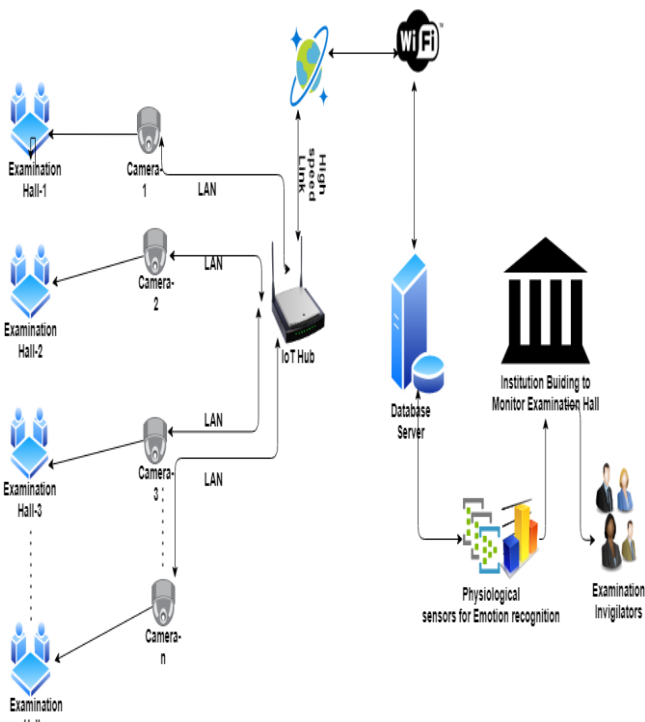 WiFi
High
speed
Link
Examination
Hall-1
Camera-
1
LAN
LAN
Camera-
2
Examination
Hall-2
IoT Hub
Institution Buiding to
Monitor Examination Hall
Database
Server
LAN
LAN
Camera-
3
Examination
Hall-3
Physiological
sensors for Emotion recognition
Examination
Invigilators
Camera-
n
Examination